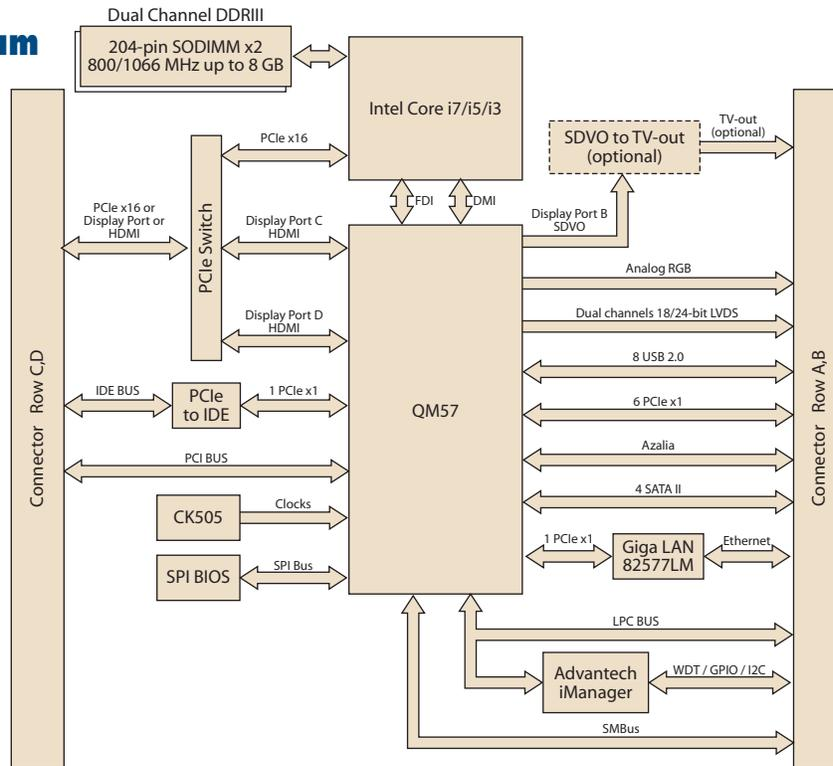 Dual Channel DDRIII
204-pin SODIMM x2
800/1066 MHz up to 8 GB
Intel Core i7/i5/i3
SDVO to TV-out
(optional)
TV-out
(optional)
PCIe x16
FDI
DMI
Display Port B
SDVO
PCIe x16 or
Display Port or
HDMI
PCIe Switch
Display Port C
HDMI
Display Port D
HDMI
Analog RGB
Dual channels 18/24-bit LVDS
8 USB 2.0
6 PCIe x1
Azalia
4 SATA II
QM57
IDE BUS
PCIe
to IDE
1 PCIe x1
PCI BUS
CK505
Clocks
SPI BIOS
SPI Bus
1 PCIe x1
Giga LAN
82577LM
Ethernet
LPC BUS
Advantech
iManager
WDT / GPIO / I2C
SMBus
Connector Row C,D
Connector Row A,B